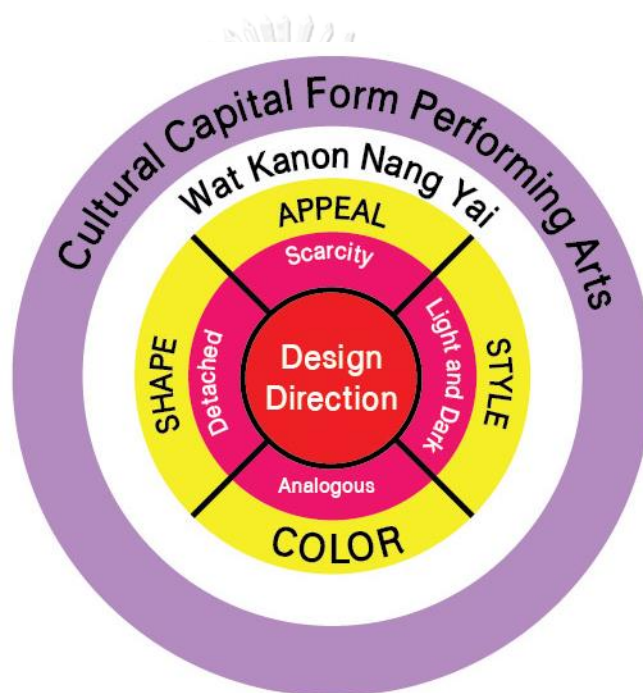 Cultural Capital Form Performing Arts
Wat Kanon Nang Yai
APPEAL
Scarcity
SHAPE
Detached
Design
Direction
Light and Dark
STYLE
Analogous
COLOR